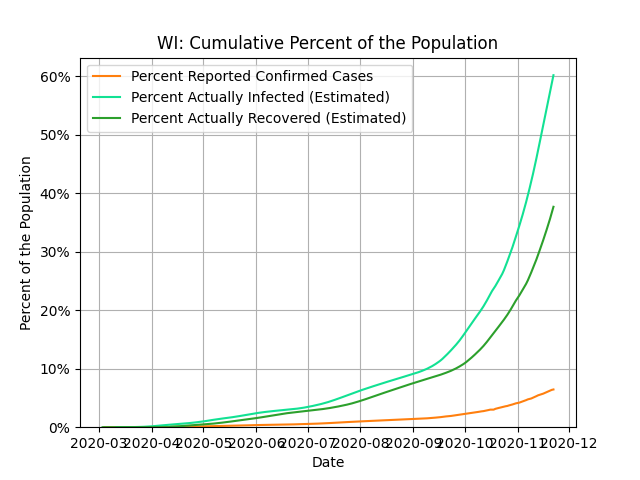 WI: Cumulative Percent of the Population
Percent Reported Confirmed Cases
Percent Actually Infected (Estimated)
Percent Actually Recovered (Estimated)
60%
50%
40%
30%
20%
10%
0%
Percent of the Population
2020-03 2020-04 2020-05 2020-06 2020-07 2020-08 2020-09 2020-10 2020-11 2020-12
Date